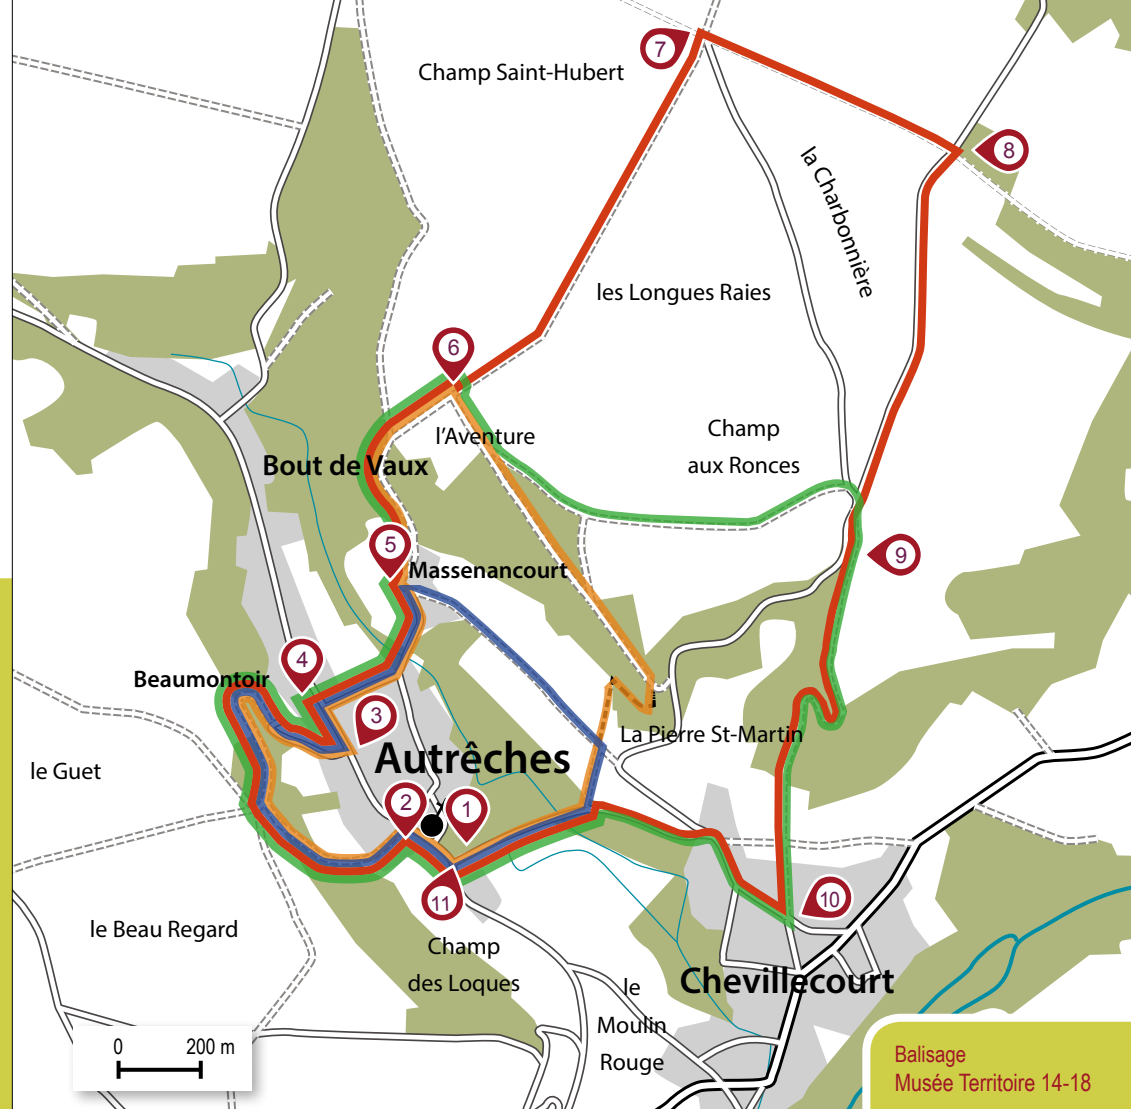 7
Champ Saint-Hubert
8
la Charbonnière
les Longues Raies
6
l'Aventure
Champ
aux Ronces
Bout de Vaux
5
Massenancourt
9
4
Beaumontoir
3
La Pierre St-Martin
Autrêches
le Guet
2
1
11
10
le Beau Regard
Champ
des Loques
Chevillecourt
le
Moulin
Rouge
0 200 m
Balisage
Musée Territoire 14-18